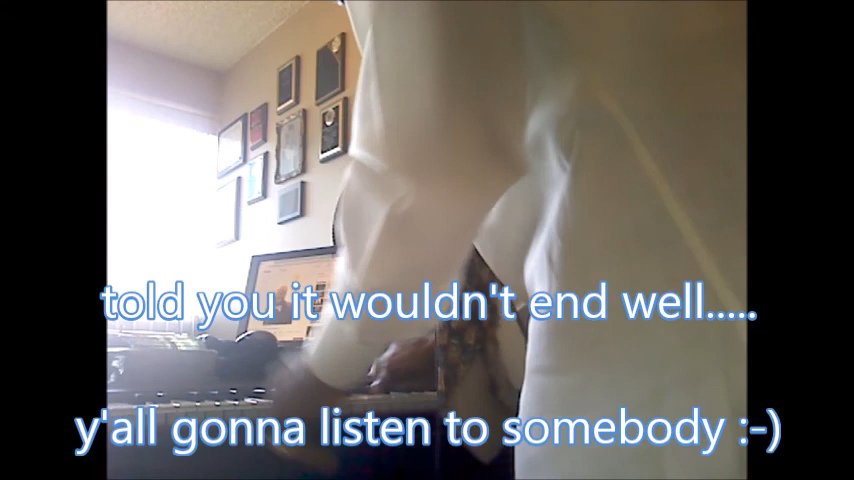 told you it wouldn't end well.....
y'all gonna listen to somebody :-)